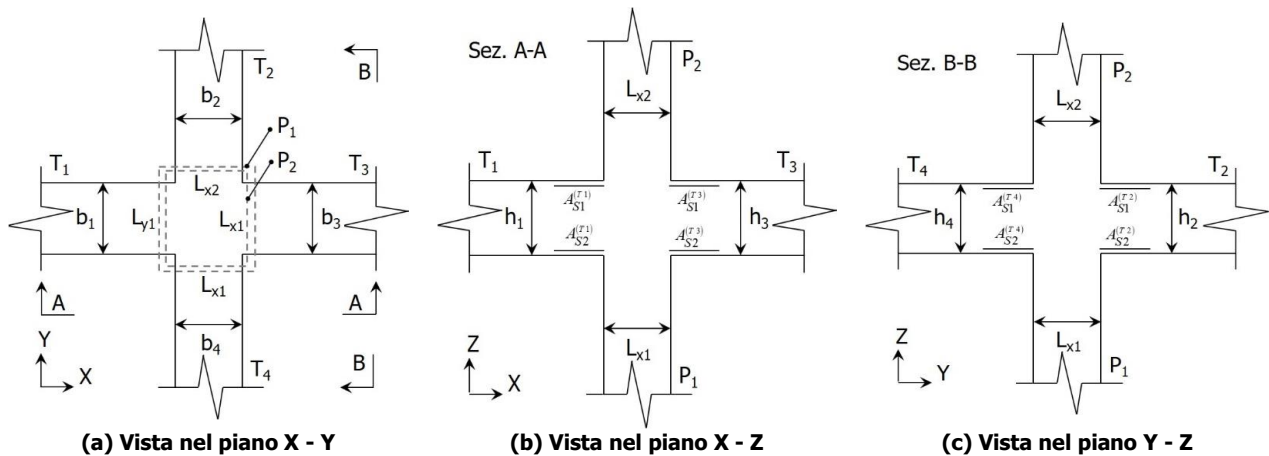 T2
B
b2
P1
P2
T1
T3
Lx2
b1
Ly1
Lx1
b3
Lx1
A
A
b4
Y
X
T4
B
(a) Vista nel piano X - Y
Sez. A-A
P2
Lx2
T1
T3
h1
AS1(T1)
AS1(T3)
h3
AS2(T1)
AS2(T3)
Lx1
Z
X
P1
(b) Vista nel piano X - Z
Sez. B-B
P2
Lx2
T4
T2
h4
AS1(T4)
AS1(T2)
h2
AS2(T4)
AS2(T2)
Lx1
Z
Y
P1
(c) Vista nel piano Y - Z